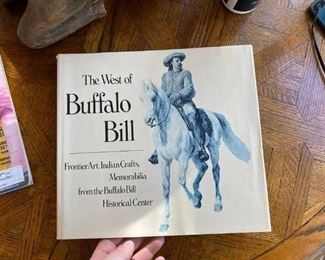 The West of
Buffalo
Bill
Frontier Art, Indian Crafts,
Memorabilia
from the Buffalo Bill
Historical Center